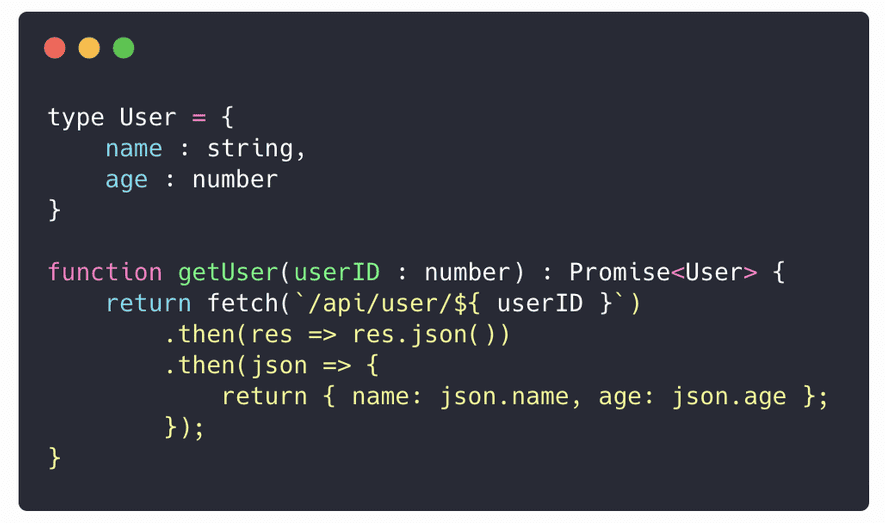 type User = {
    name : string,
    age : number
}

function getUser(userID : number) : Promise<User> {
    return fetch(`/api/user/${ userID }`)
        .then(res => res.json())
        .then(json => {
            return { name: json.name, age: json.age };
        });
}